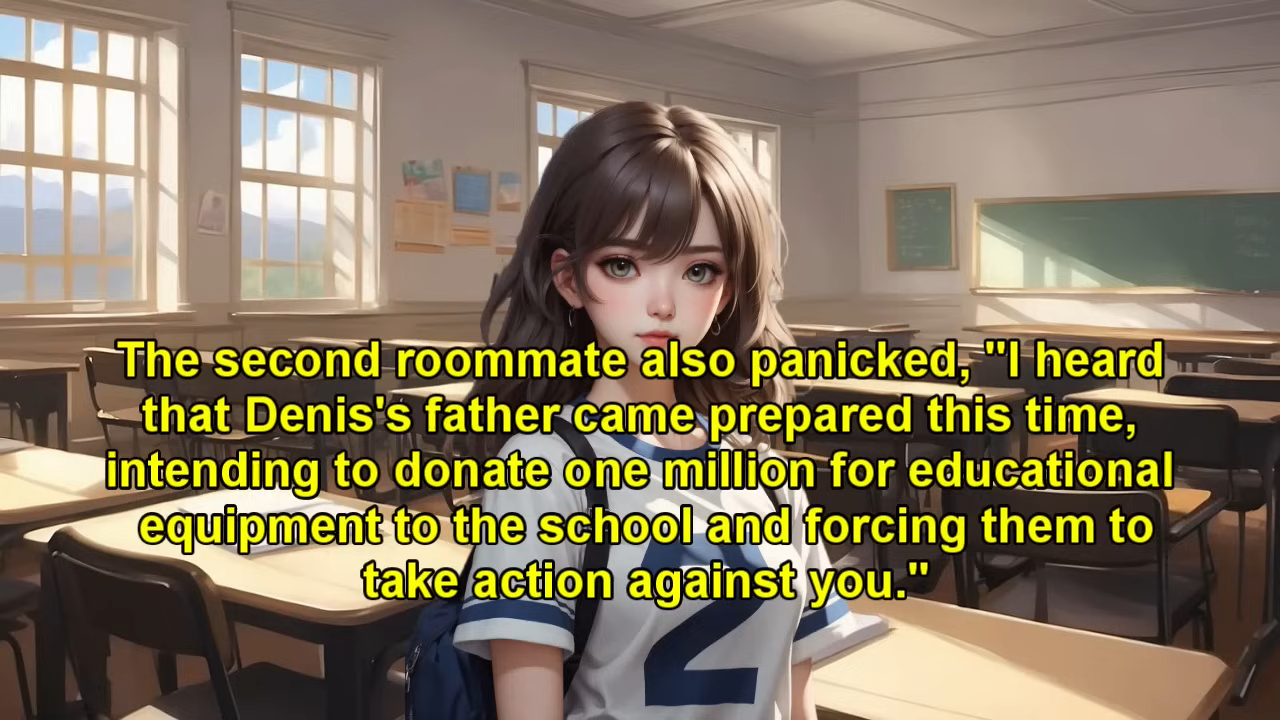 The second roommate also panicked, "I heard
that Denis's father came prepared this time,
intending to donate one million for educational
equipment to the school and forcing them to
take action against you."
2